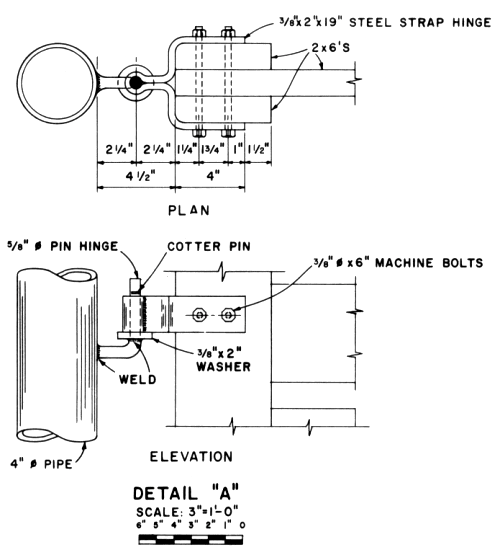 3/8"x2"x19" STEEL STRAP HINGE
2x6'S
2 1/4" 2 1/4" 1 1/4" 1 3/4" 1" 1 1/2"
4 1/2" 4"
PLAN
5/8" ø PIN HINGE COTTER PIN
3/8" ø x 6" MACHINE BOLTS
3/8" x 2"
WASHER
WELD
4" ø PIPE
ELEVATION
DETAIL "A"
SCALE: 3"=1'-0"
6" 5" 4" 3" 2" 1" 0